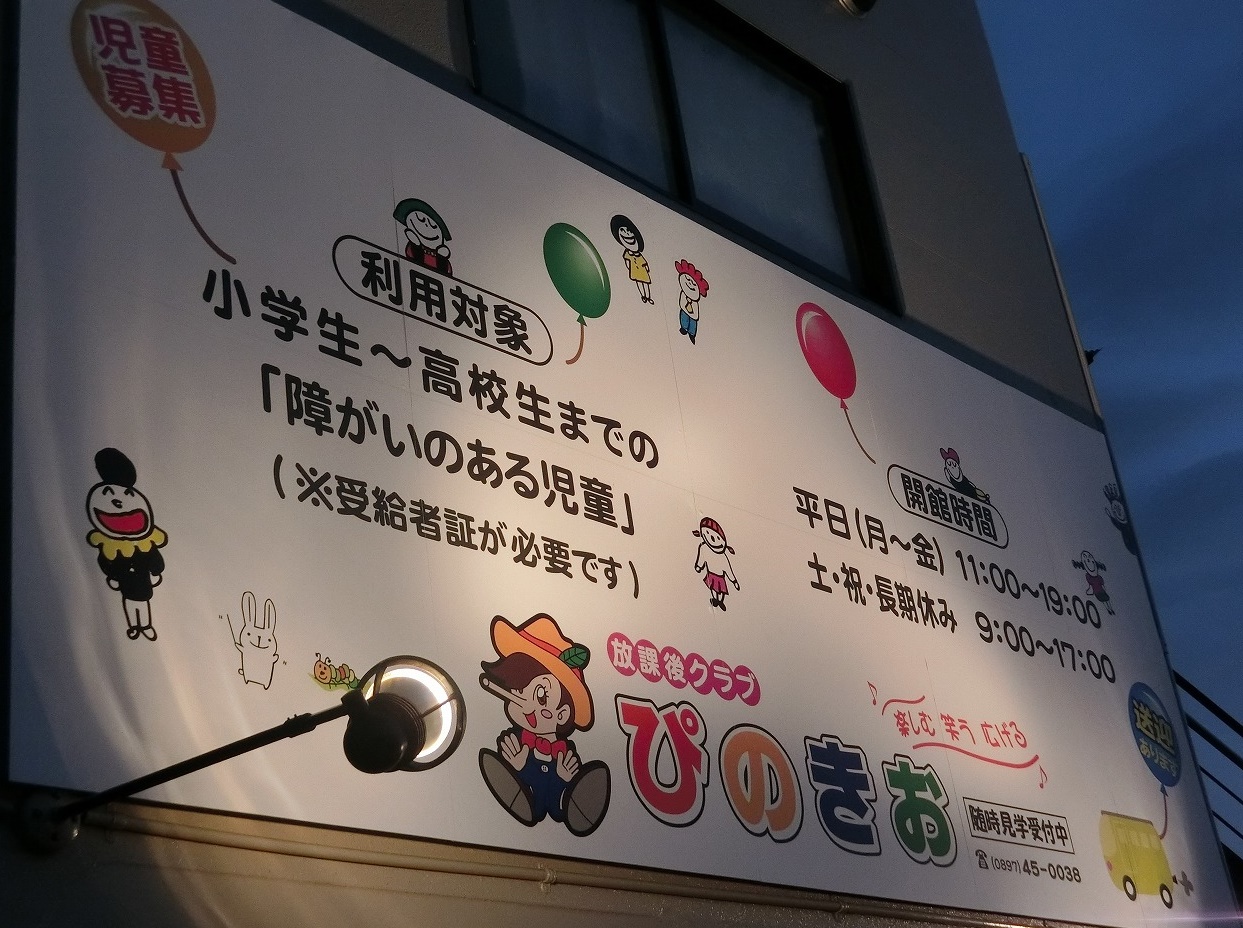 児童
募集
利用対象
小学生～高校生までの
「障がいのある児童」
(※受給者証が必要です)
開館時間
平日(月～金) 11:00～19:00
土・祝・長期休み 9:00～17:00
放課後クラブ
ぴのきお
楽しむ 笑う 広げる
随時見学受付中
☎(0897)45-0038
送迎
あります